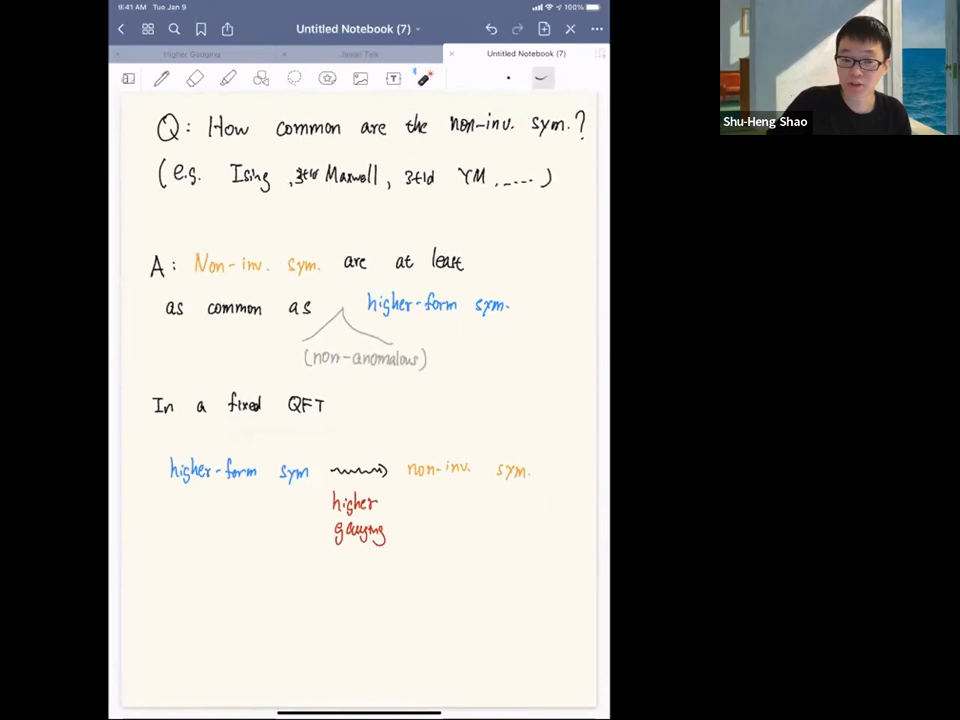 9:41 AM Tue Jan 9
100%
Untitled Notebook (7)
Higher Gauging
Untitled Notebook (7)
Q: How common are the non-inv. sym.?
(e.g. Ising, 3+1d Maxwell, 3+1d YM, .....)
A: Non-inv. sym. are at least
as common as higher-form sym.
(non-anomalous)
In a fixed QFT
higher-form sym ⟿ non-inv. sym.
higher
gauging
Shu-Heng Shao